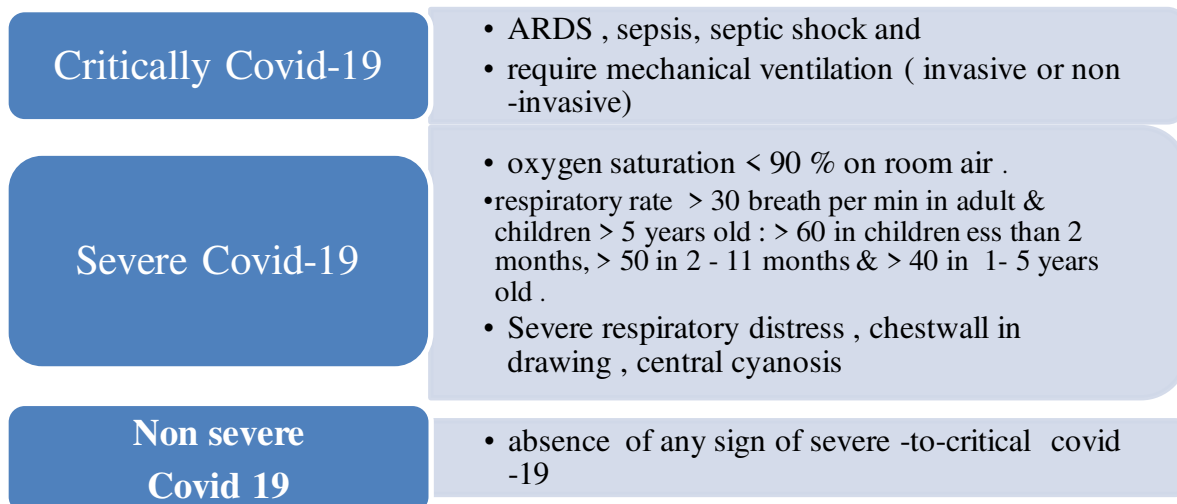 Critically Covid-19
• ARDS , sepsis, septic shock and
• require mechanical ventilation ( invasive or non
-invasive)
Severe Covid-19
• oxygen saturation < 90 % on room air .
•respiratory rate > 30 breath per min in adult &
children > 5 years old : > 60 in children ess than 2
months, > 50 in 2 - 11 months & > 40 in 1- 5 years
old .
• Severe respiratory distress , chestwall in
drawing , central cyanosis
Non severe
Covid 19
• absence of any sign of severe -to-critical covid
-19